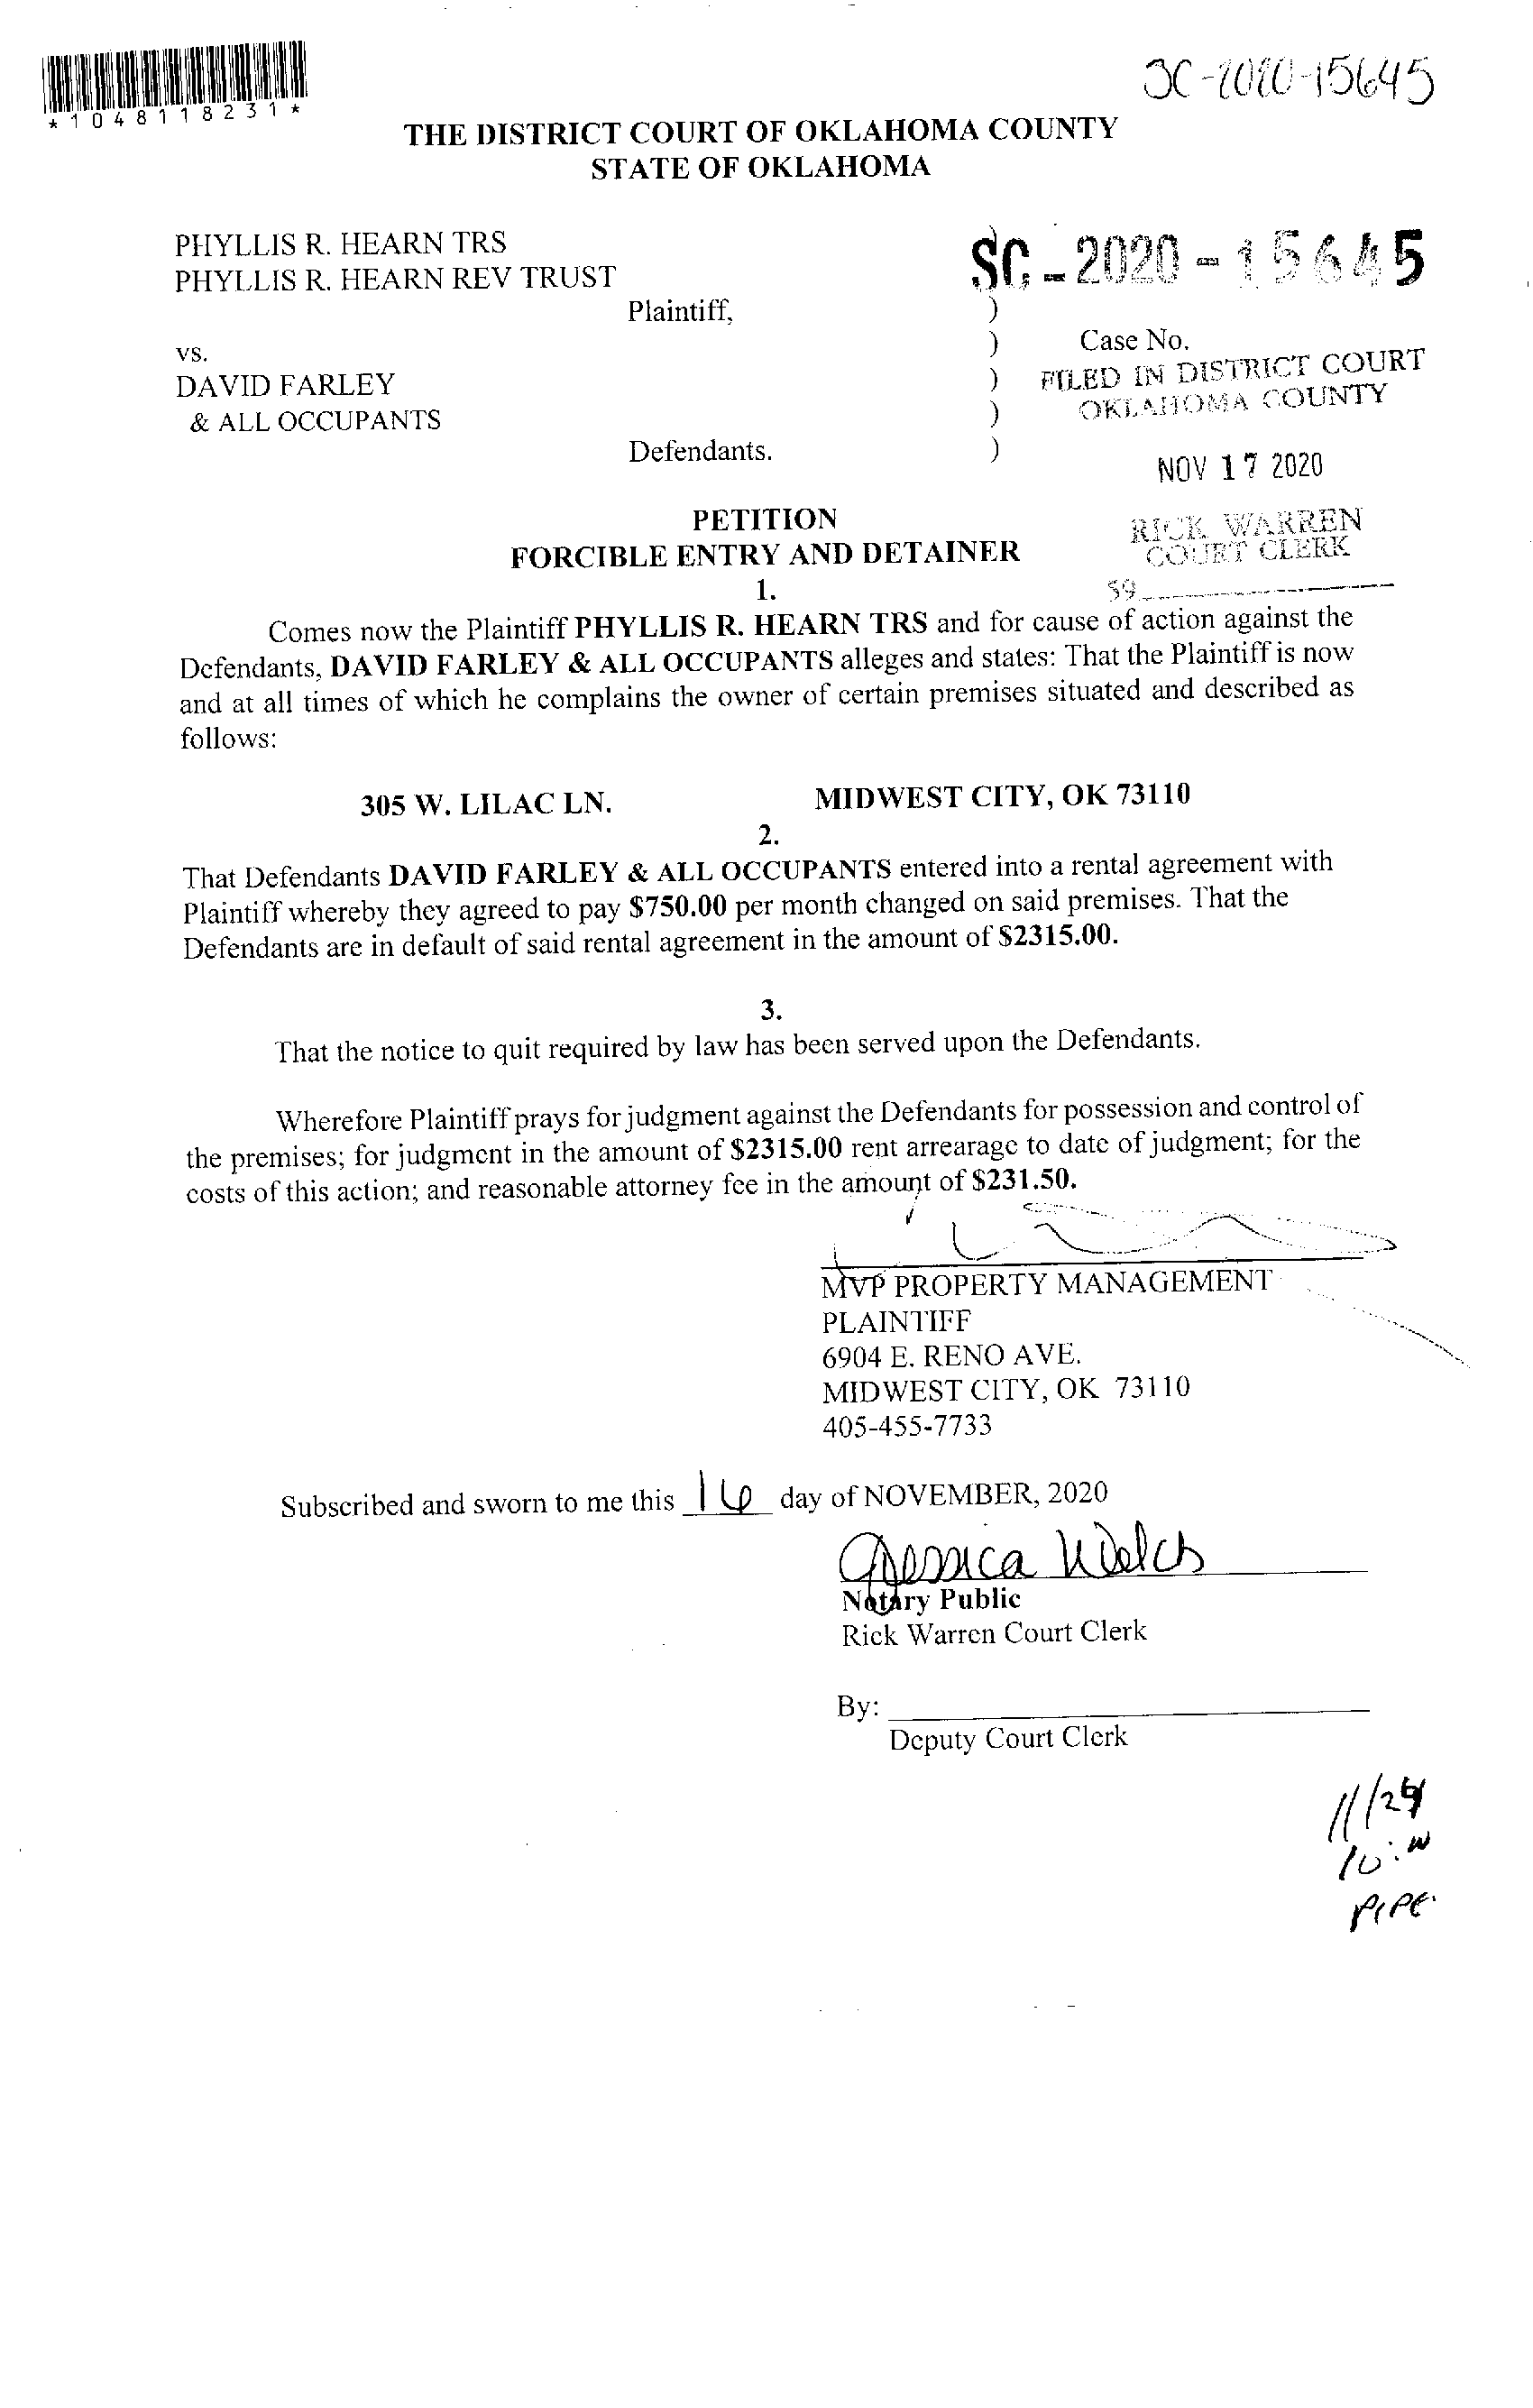 *1048118231*
SC-2020-15645
THE DISTRICT COURT OF OKLAHOMA COUNTY
STATE OF OKLAHOMA
PHYLLIS R. HEARN TRS
PHYLLIS R. HEARN REV TRUST
SC - 2020 - 15645
Plaintiff, )
vs. ) Case No.
DAVID FARLEY ) FILED IN DISTRICT COURT
& ALL OCCUPANTS ) OKLAHOMA COUNTY
Defendants. )
NOV 17 2020
PETITION
RICK WARREN
FORCIBLE ENTRY AND DETAINER
COURT CLERK
1.
59
Comes now the Plaintiff PHYLLIS R. HEARN TRS and for cause of action against the
Defendants, DAVID FARLEY & ALL OCCUPANTS alleges and states: That the Plaintiff is now
and at all times of which he complains the owner of certain premises situated and described as
follows:
305 W. LILAC LN. MIDWEST CITY, OK 73110
2.
That Defendants DAVID FARLEY & ALL OCCUPANTS entered into a rental agreement with
Plaintiff whereby they agreed to pay $750.00 per month changed on said premises. That the
Defendants are in default of said rental agreement in the amount of $2315.00.
3.
That the notice to quit required by law has been served upon the Defendants.
Wherefore Plaintiff prays for judgment against the Defendants for possession and control of
the premises; for judgment in the amount of $2315.00 rent arrearage to date of judgment; for the
costs of this action; and reasonable attorney fee in the amount of $231.50.
MVP PROPERTY MANAGEMENT
PLAINTIFF
6904 E. RENO AVE.
MIDWEST CITY, OK 73110
405-455-7733
Subscribed and sworn to me this 16 day of NOVEMBER, 2020
Jessica Welch
Notary Public
Rick Warren Court Clerk
By:
Deputy Court Clerk
11/24